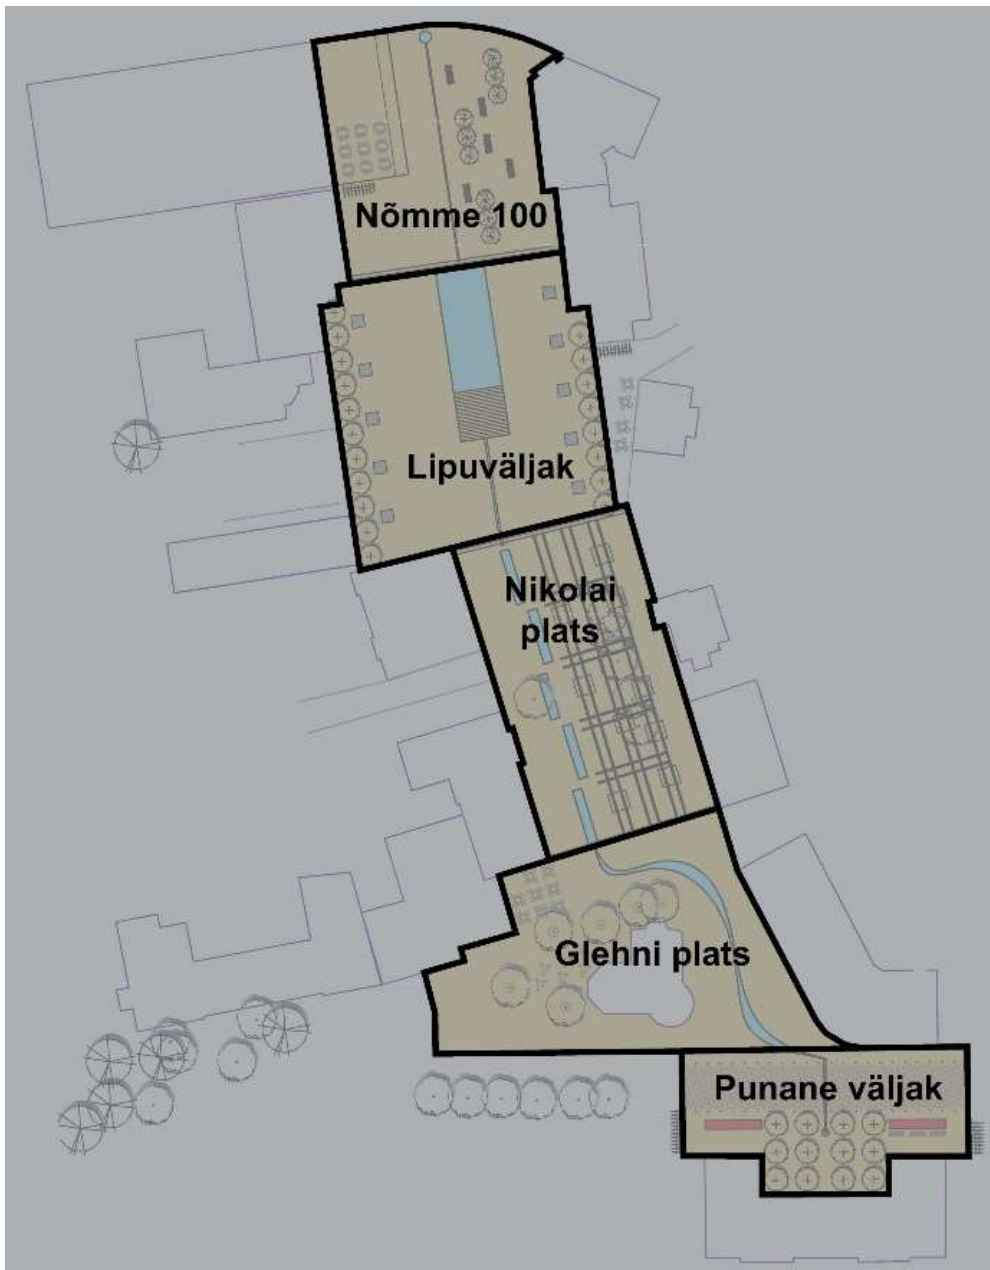 Nõmme 100
Lipuväljak
Nikolai
plats
Glehni plats
Punane väljak